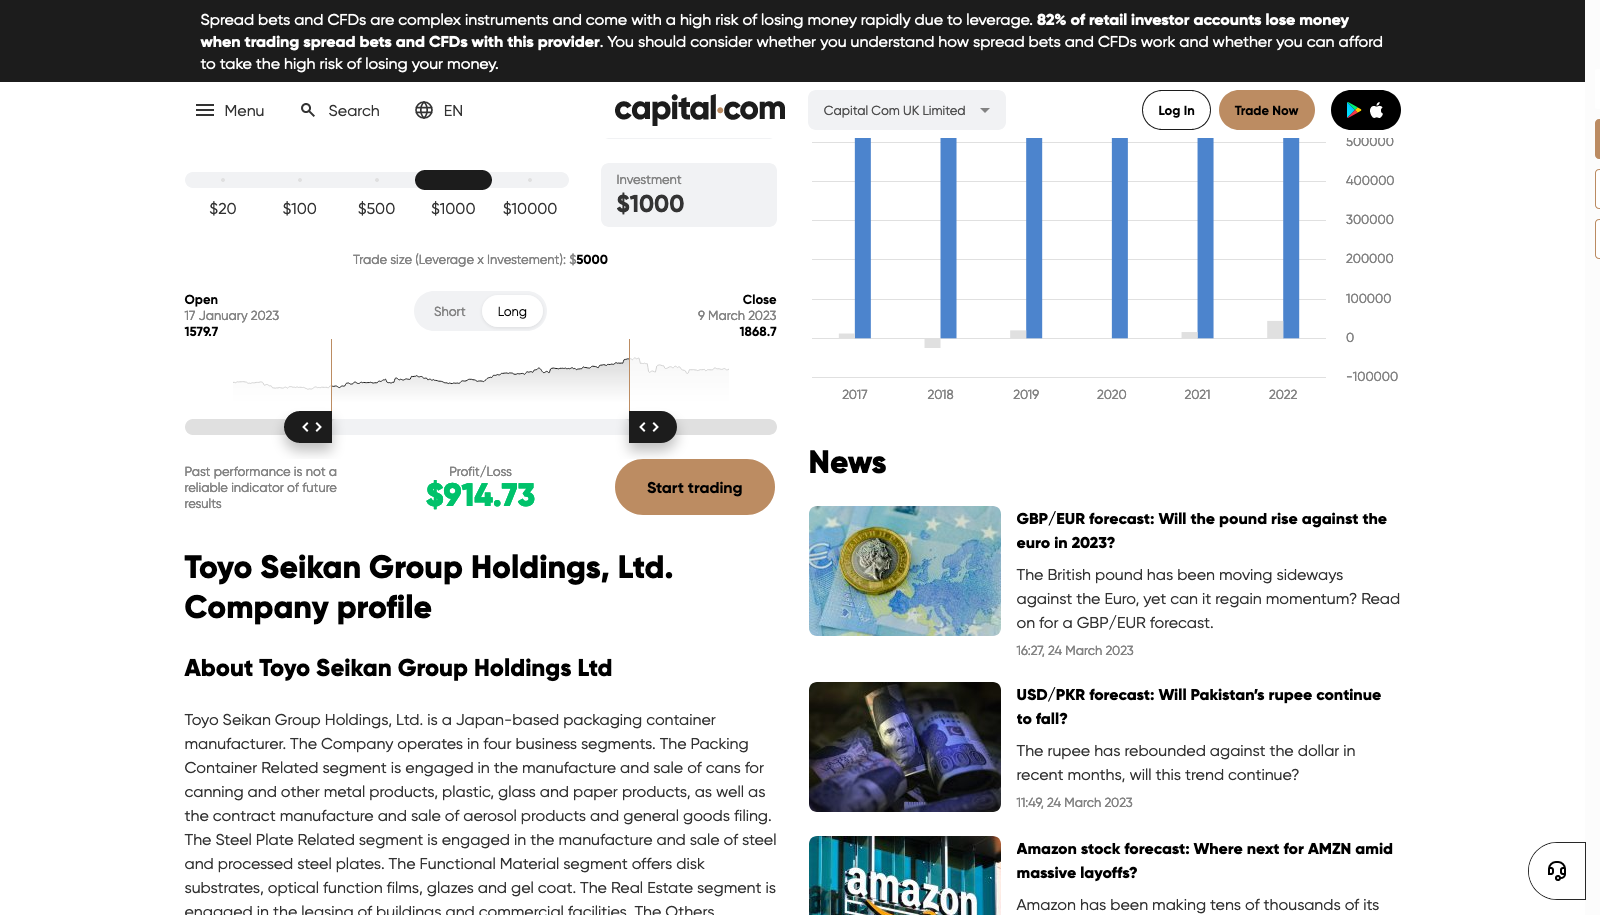 Spread bets and CFDs are complex instruments and come with a high risk of losing money rapidly due to leverage. 82% of retail investor accounts lose money
when trading spread bets and CFDs with this provider. You should consider whether you understand how spread bets and CFDs work and whether you can afford
to take the high risk of losing your money.
Menu
Search
EN
capital.com
Capital Com UK Limited
Log In
Trade Now
$20
$100
$500
$1000
$10000
Investment
$1000
Trade size (Leverage x Investement): $5000
Open
17 January 2023
1579.7
Short
Long
Close
9 March 2023
1868.7
Past performance is not a
reliable indicator of future
results
Profit/Loss
$914.73
Start trading
Toyo Seikan Group Holdings, Ltd.
Company profile
About Toyo Seikan Group Holdings Ltd
Toyo Seikan Group Holdings, Ltd. is a Japan-based packaging container
manufacturer. The Company operates in four business segments. The Packing
Container Related segment is engaged in the manufacture and sale of cans for
canning and other metal products, plastic, glass and paper products, as well as
the contract manufacture and sale of aerosol products and general goods filing.
The Steel Plate Related segment is engaged in the manufacture and sale of steel
and processed steel plates. The Functional Material segment offers disk
substrates, optical function films, glazes and gel coat. The Real Estate segment is
engaged in the leasing of buildings and commercial facilities. The Others
500000
400000
300000
200000
100000
0
-100000
2017
2018
2019
2020
2021
2022
News
GBP/EUR forecast: Will the pound rise against the
euro in 2023?
The British pound has been moving sideways
against the Euro, yet can it regain momentum? Read
on for a GBP/EUR forecast.
16:27, 24 March 2023
USD/PKR forecast: Will Pakistan’s rupee continue
to fall?
The rupee has rebounded against the dollar in
recent months, will this trend continue?
11:49, 24 March 2023
amazon
Amazon stock forecast: Where next for AMZN amid
massive layoffs?
Amazon has been making tens of thousands of its